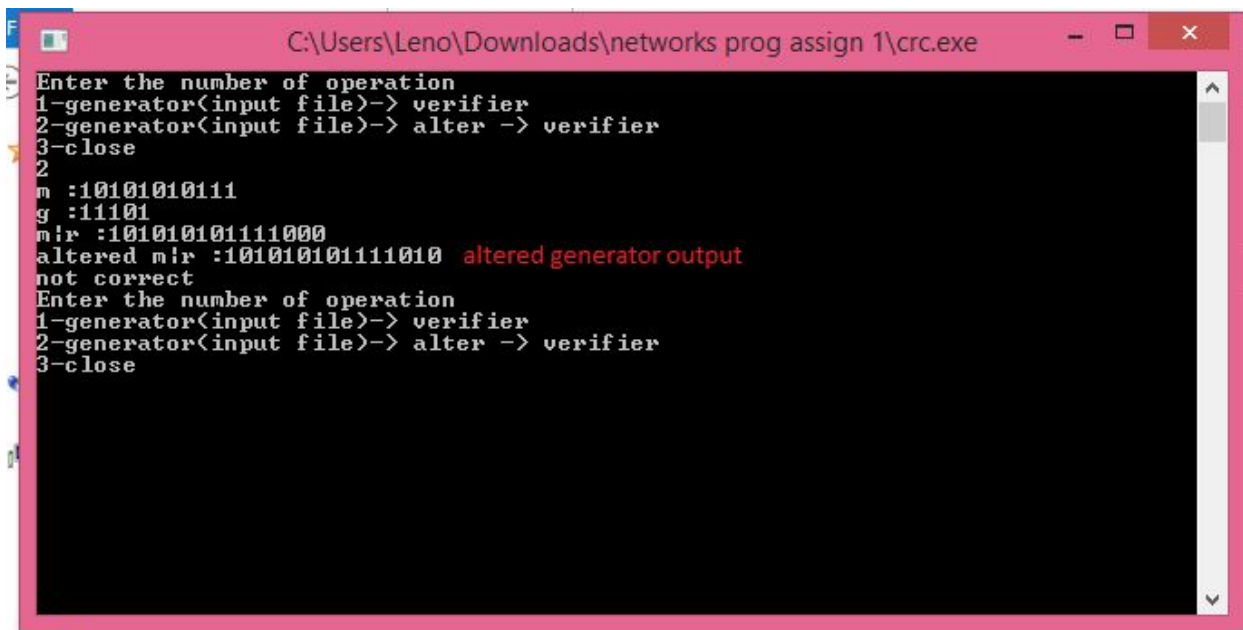 C:\Users\Leno\Downloads\networks prog assign 1\crc.exe
Enter the number of operation
1-generator(input file)-> verifier
2-generator(input file)-> alter -> verifier
3-close
2
m :10101010111
g :11101
m|r :101010101111000
altered m|r :101010101111010 altered generator output
not correct
Enter the number of operation
1-generator(input file)-> verifier
2-generator(input file)-> alter -> verifier
3-close